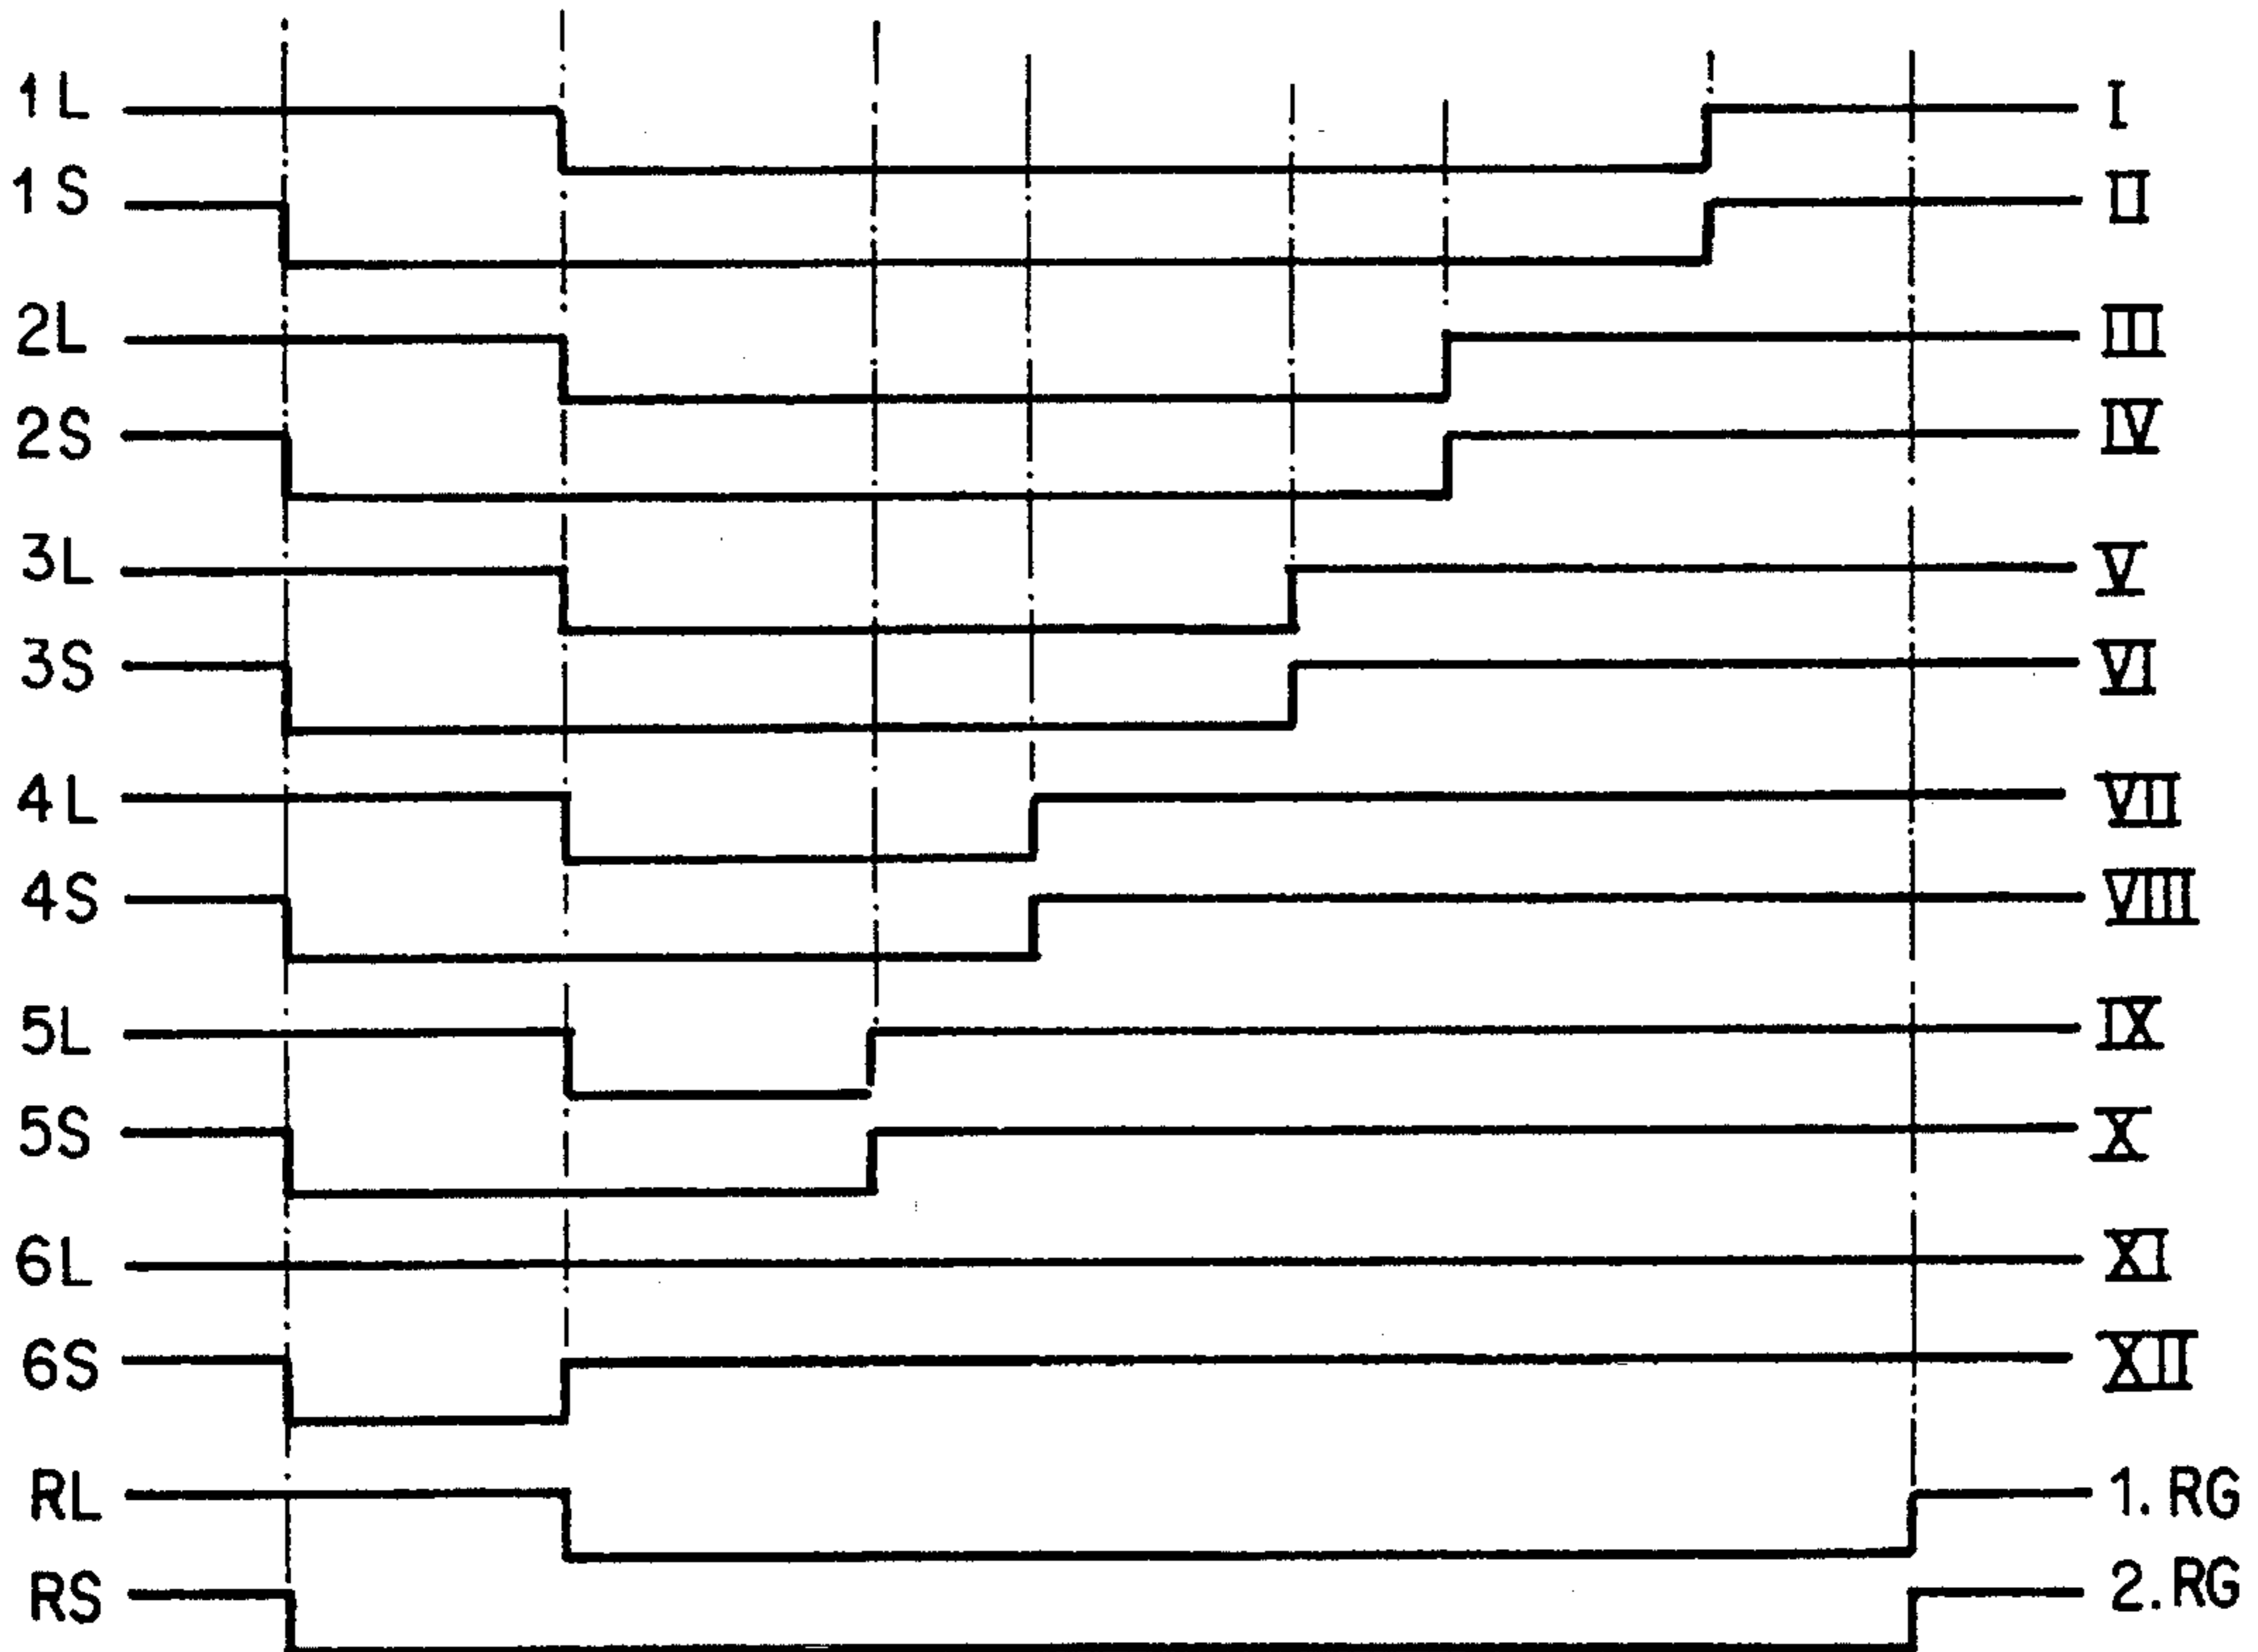 1L I
1S II
2L III
2S IV
3L V
3S VI
4L VII
4S VIII
5L IX
5S X
6L XI
6S XII
RL 1.RG
RS 2.RG